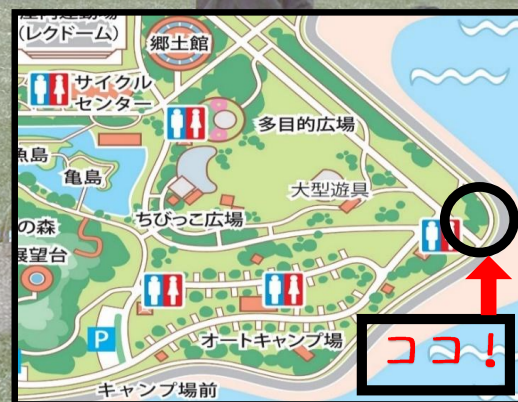 (レクドーム)
郷土館
サイクル
センター
多目的広場
亀島
大型遊具
ちびっこ広場
の森
展望台
P
オートキャンプ場
キャンプ場前
ココ!